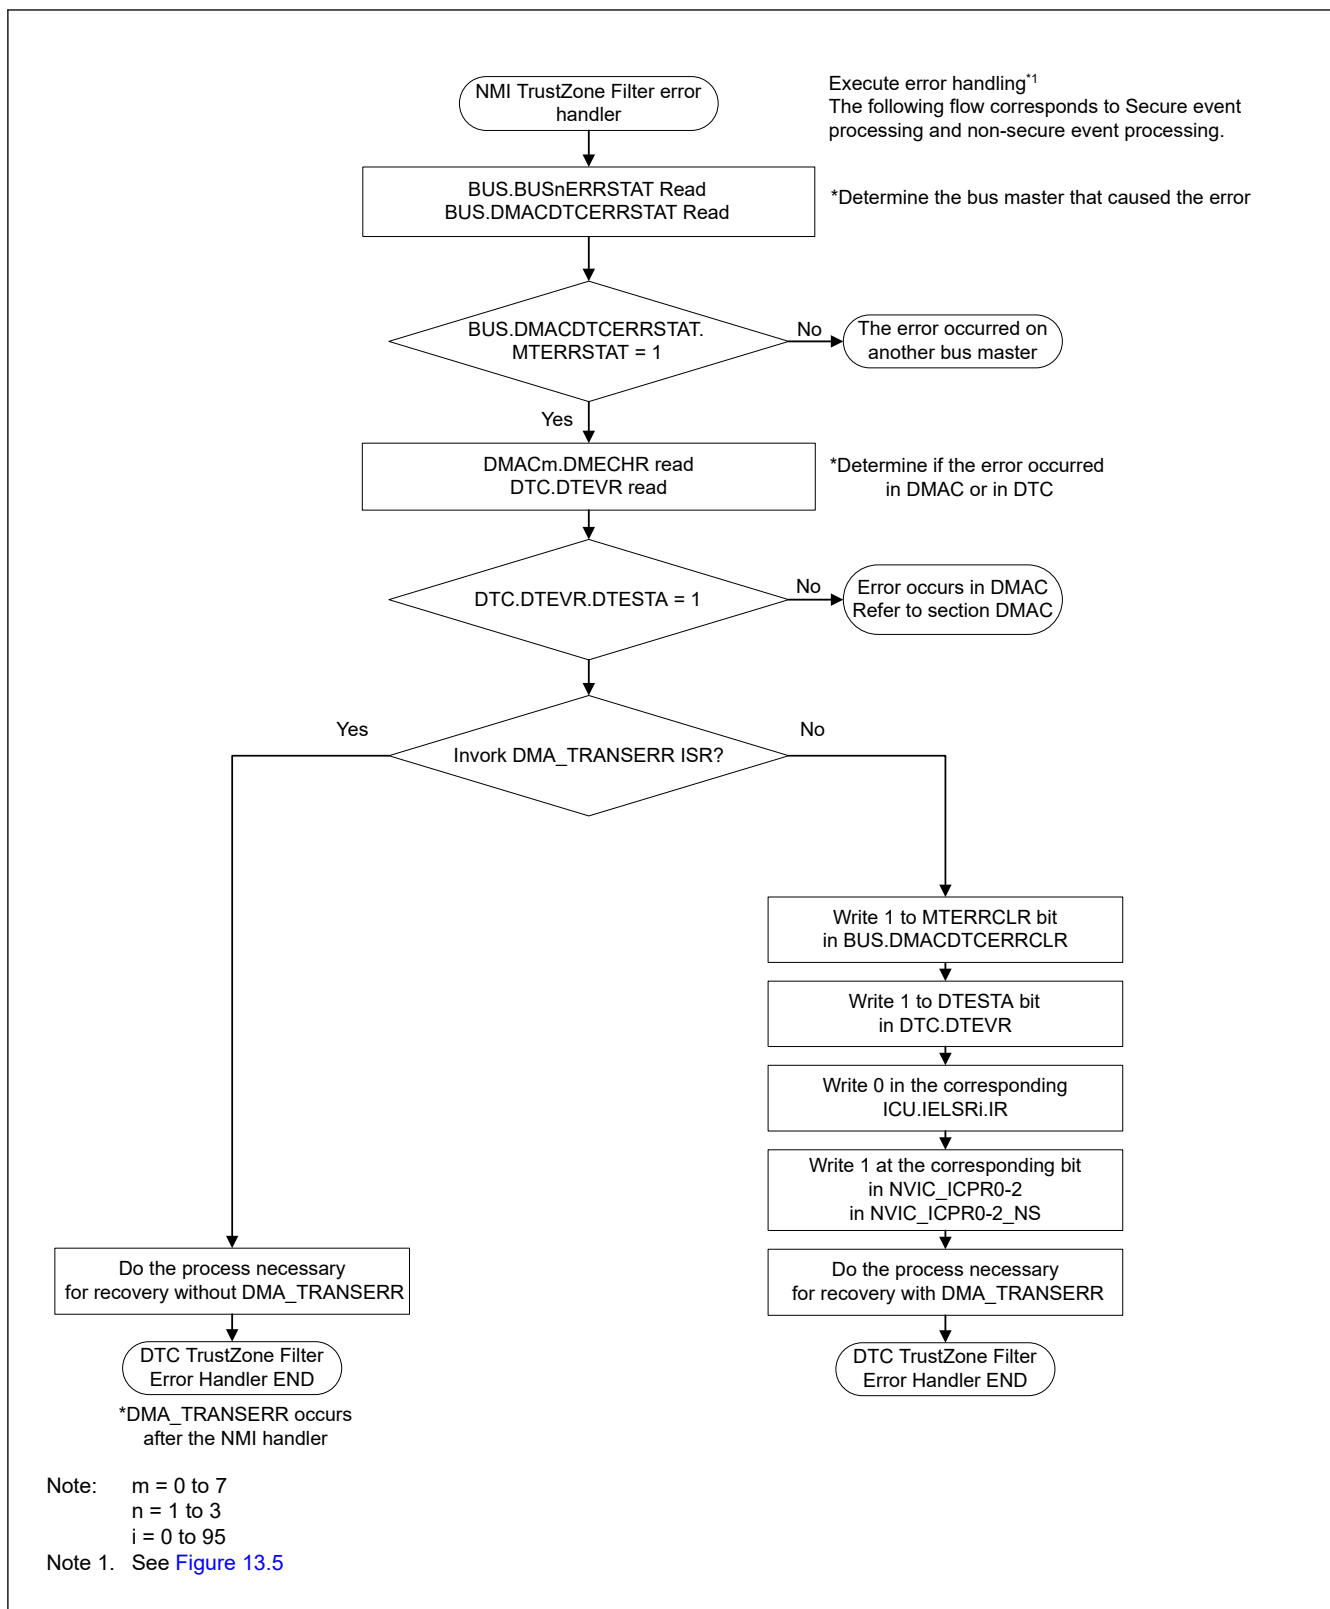 NMI TrustZone Filter error
handler
Execute error handling*1
The following flow corresponds to Secure event
processing and non-secure event processing.
BUS.BUSnERRSTAT Read
BUS.DMACDTCERRSTAT Read
*Determine the bus master that caused the error
BUS.DMACDTCERRSTAT.
MTERRSTAT = 1
No
The error occurred on
another bus master
Yes
DMACm.DMECHR read
DTC.DTEVR read
*Determine if the error occurred
in DMAC or in DTC
DTC.DTEVR.DTESTA = 1
No
Error occurs in DMAC
Refer to section DMAC
Yes
Invork DMA_TRANSERR ISR?
No
Write 1 to MTERRCLR bit
in BUS.DMACDTCERRCLR
Write 1 to DTESTA bit
in DTC.DTEVR
Write 0 in the corresponding
ICU.IELSRi.IR
Write 1 at the corresponding bit
in NVIC_ICPR0-2
in NVIC_ICPR0-2_NS
Do the process necessary
for recovery without DMA_TRANSERR
Do the process necessary
for recovery with DMA_TRANSERR
DTC TrustZone Filter
Error Handler END
DTC TrustZone Filter
Error Handler END
*DMA_TRANSERR occurs
after the NMI handler
Note: m = 0 to 7
n = 1 to 3
i = 0 to 95
Note 1. See Figure 13.5